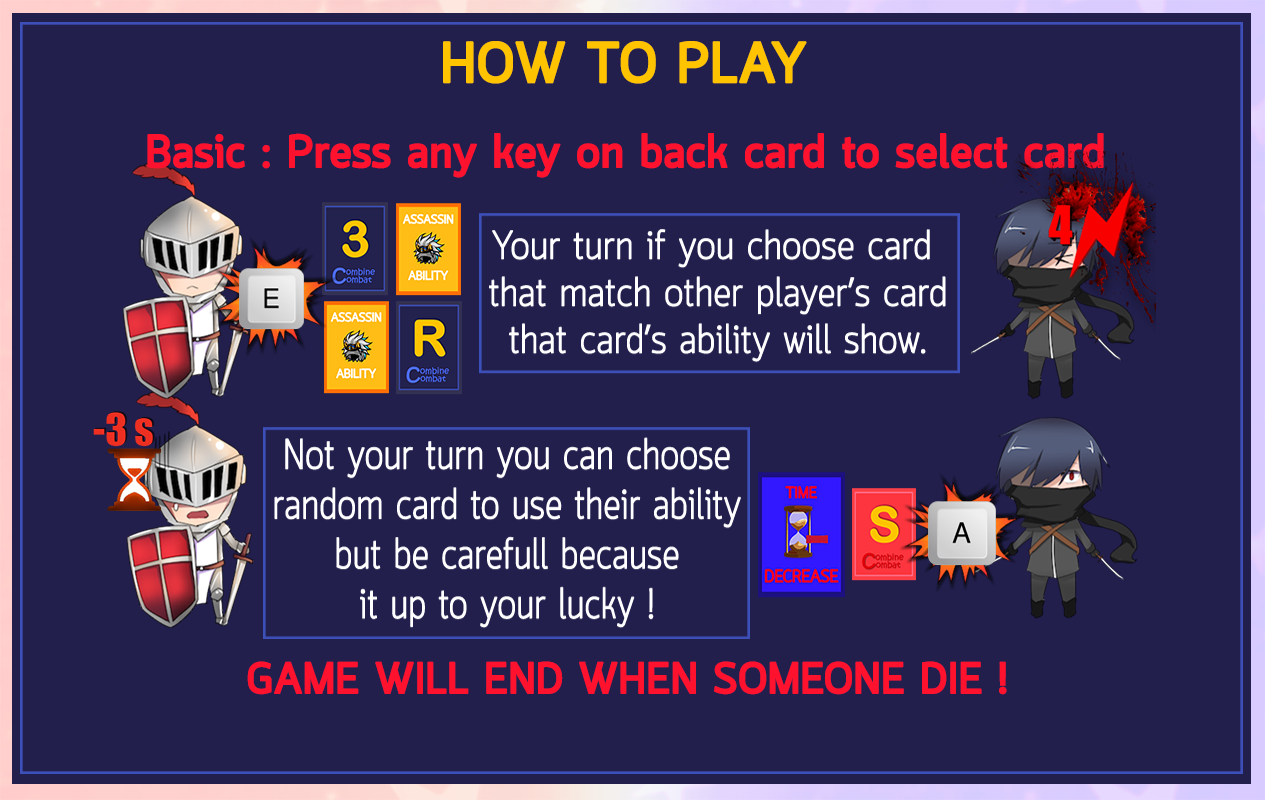 HOW TO PLAY
Basic : Press any key on back card to select card
E
3
Combine
Combat
ASSASSIN
ABILITY
ASSASSIN
ABILITY
R
Combine
Combat
Your turn if you choose card
that match other player's card
that card's ability will show.
4
-3 s
Not your turn you can choose
random card to use their ability
but be carefull because
it up to your lucky !
TIME
DECREASE
S
Combine
Combat
A
GAME WILL END WHEN SOMEONE DIE !